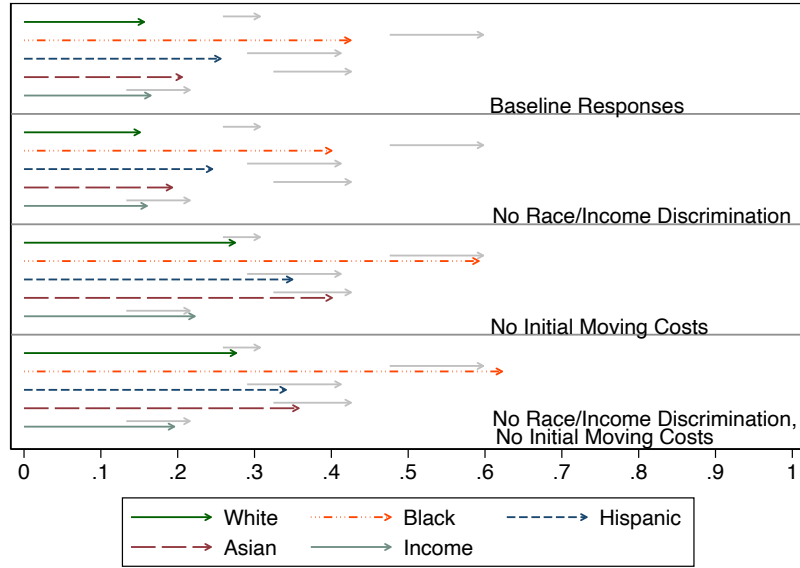 Baseline Responses
No Race/Income Discrimination
No Initial Moving Costs
No Race/Income Discrimination,
No Initial Moving Costs
0 .1 .2 .3 .4 .5 .6 .7 .8 .9 1
White Black Hispanic
Asian Income